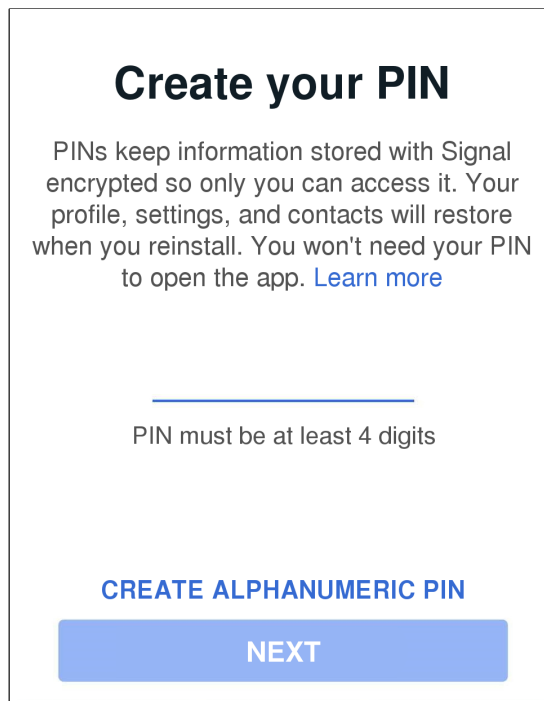 Create your PIN
PINs keep information stored with Signal
encrypted so only you can access it. Your
profile, settings, and contacts will restore
when you reinstall. You won't need your PIN
to open the app. Learn more
PIN must be at least 4 digits
CREATE ALPHANUMERIC PIN
NEXT